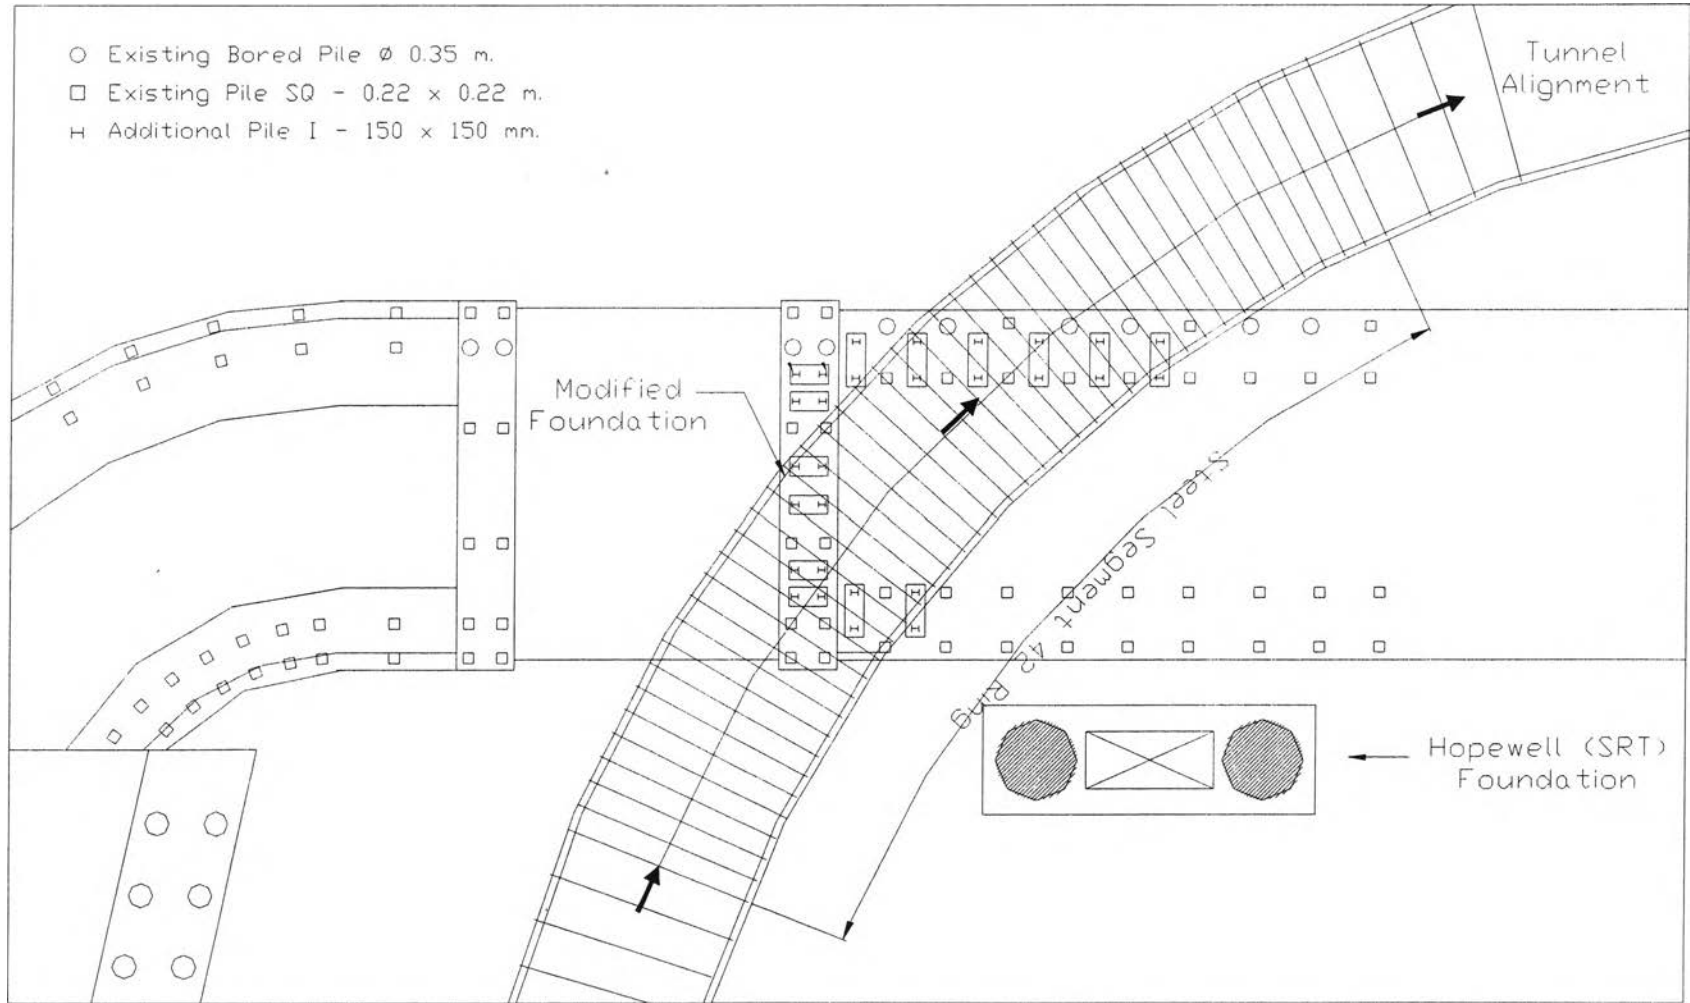 Existing Bored Pile ø 0.35 m.
Existing Pile SQ - 0.22 x 0.22 m.
Additional Pile I - 150 x 150 mm.
Tunnel
Alignment
Modified
Foundation
Steel Segment 42 Ring
Hopewell (SRT)
Foundation